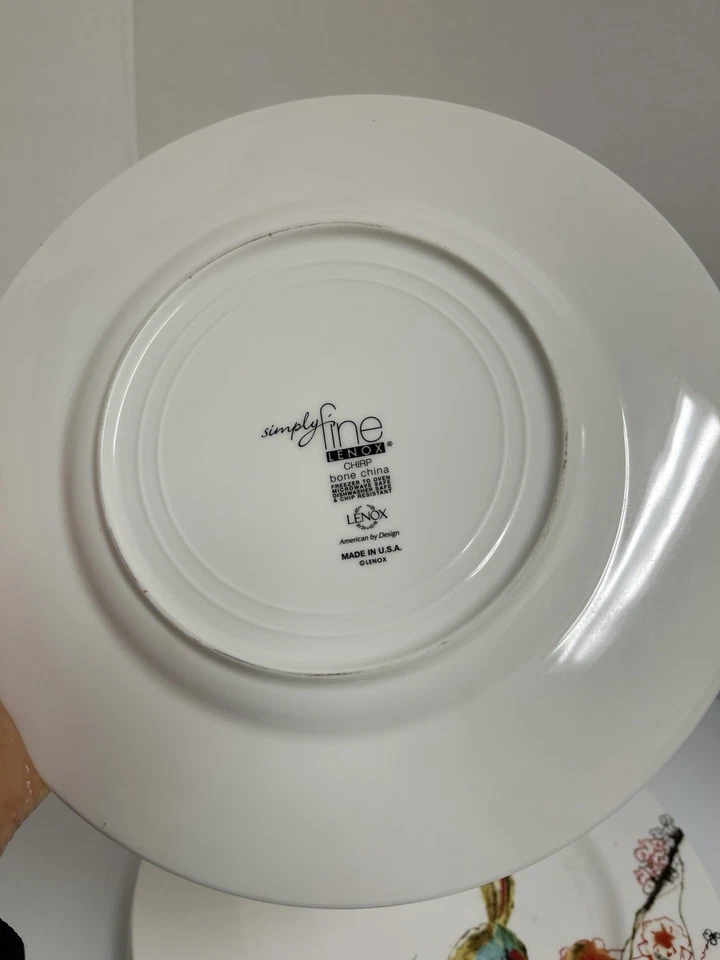 simply fine
LENOX®
CHIRP
bone china
FREEZER TO OVEN
MICROWAVE SAFE
DISHWASHER SAFE
& CHIP RESISTANT
LENOX
American by Design
MADE IN U.S.A.
©LENOX